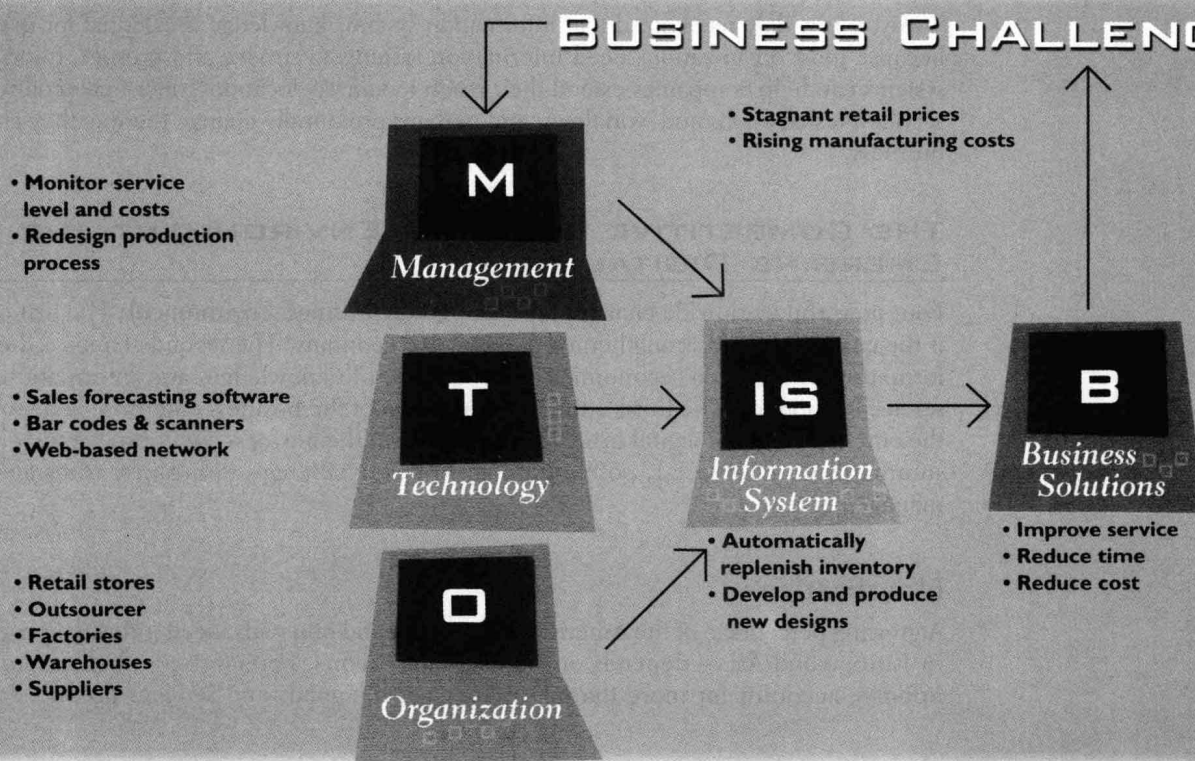 BUSINESS CHALLENG
• Stagnant retail prices
• Rising manufacturing costs
• Monitor service
level and costs
• Redesign production
process
M
Management
• Sales forecasting software
• Bar codes & scanners
• Web-based network
T
Technology
IS
Information
System
• Automatically
replenish inventory
• Develop and produce
new designs
B
Business
Solutions
• Improve service
• Reduce time
• Reduce cost
• Retail stores
• Outsourcer
• Factories
• Warehouses
• Suppliers
O
Organization